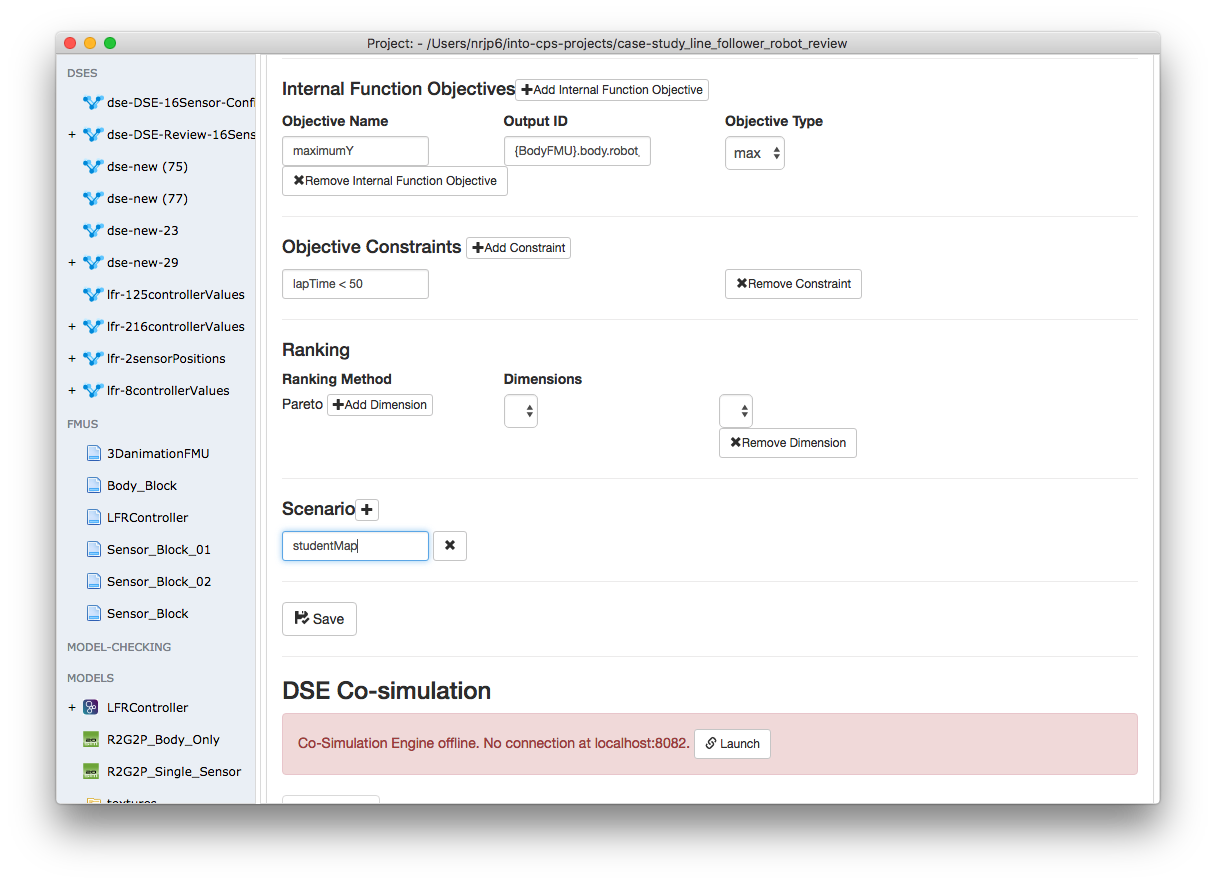 Project: - /Users/nrjp6/into-cps-projects/case-study_line_follower_robot_review
DSES
dse-DSE-16Sensor-Confi
+ dse-DSE-Review-16Sens
dse-new (75)
dse-new (77)
dse-new-23
+ dse-new-29
lfr-125controllerValues
+ lfr-216controllerValues
+ lfr-2sensorPositions
+ lfr-8controllerValues
FMUS
3DanimationFMU
Body_Block
LFRController
Sensor_Block_01
Sensor_Block_02
Sensor_Block
MODEL-CHECKING
MODELS
+ LFRController
R2G2P_Body_Only
R2G2P_Single_Sensor
textures
Internal Function Objectives +Add Internal Function Objective
Objective Name Output ID Objective Type
maximumY {BodyFMU}.body.robot_ max
Remove Internal Function Objective
Objective Constraints +Add Constraint
lapTime < 50 Remove Constraint
Ranking
Ranking Method Dimensions
Pareto +Add Dimension
Remove Dimension
Scenario +
studentMap
Save
DSE Co-simulation
Co-Simulation Engine offline. No connection at localhost:8082. Launch